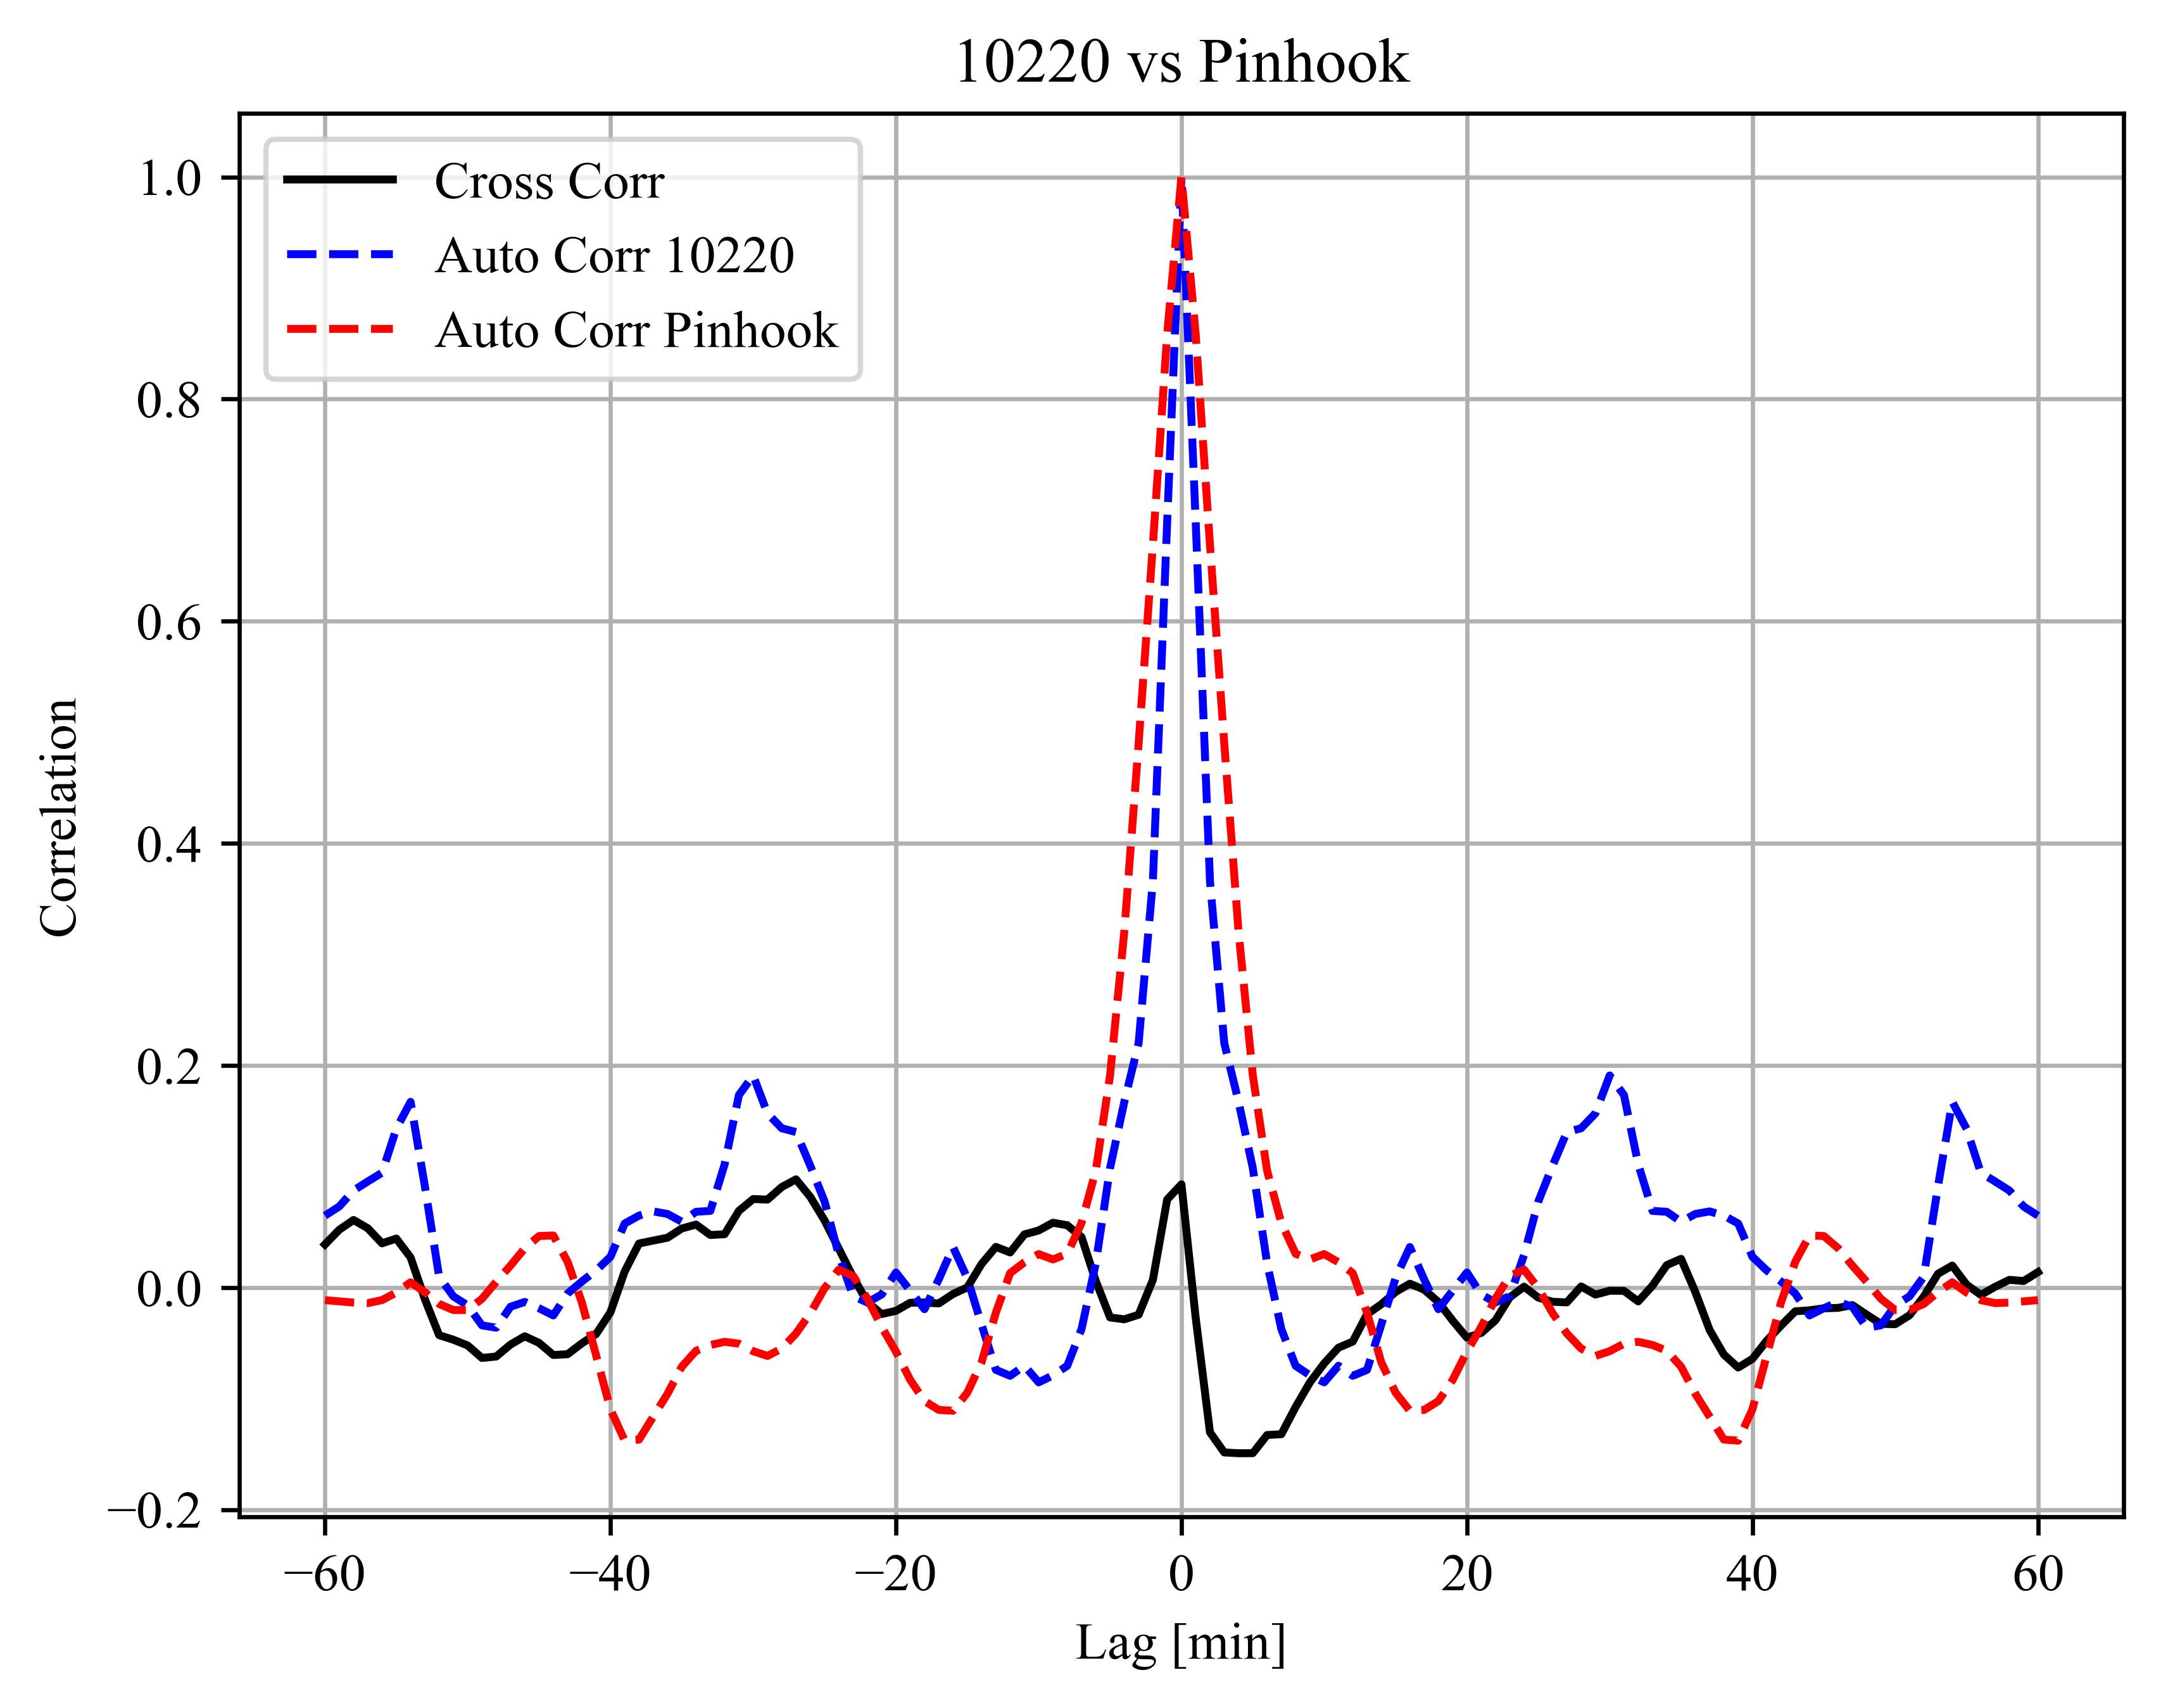 10220 vs Pinhook
Cross Corr
Auto Corr 10220
Auto Corr Pinhook
1.0
0.8
0.6
0.4
0.2
0.0
−0.2
Correlation
−60 −40 −20 0 20 40 60
Lag [min]